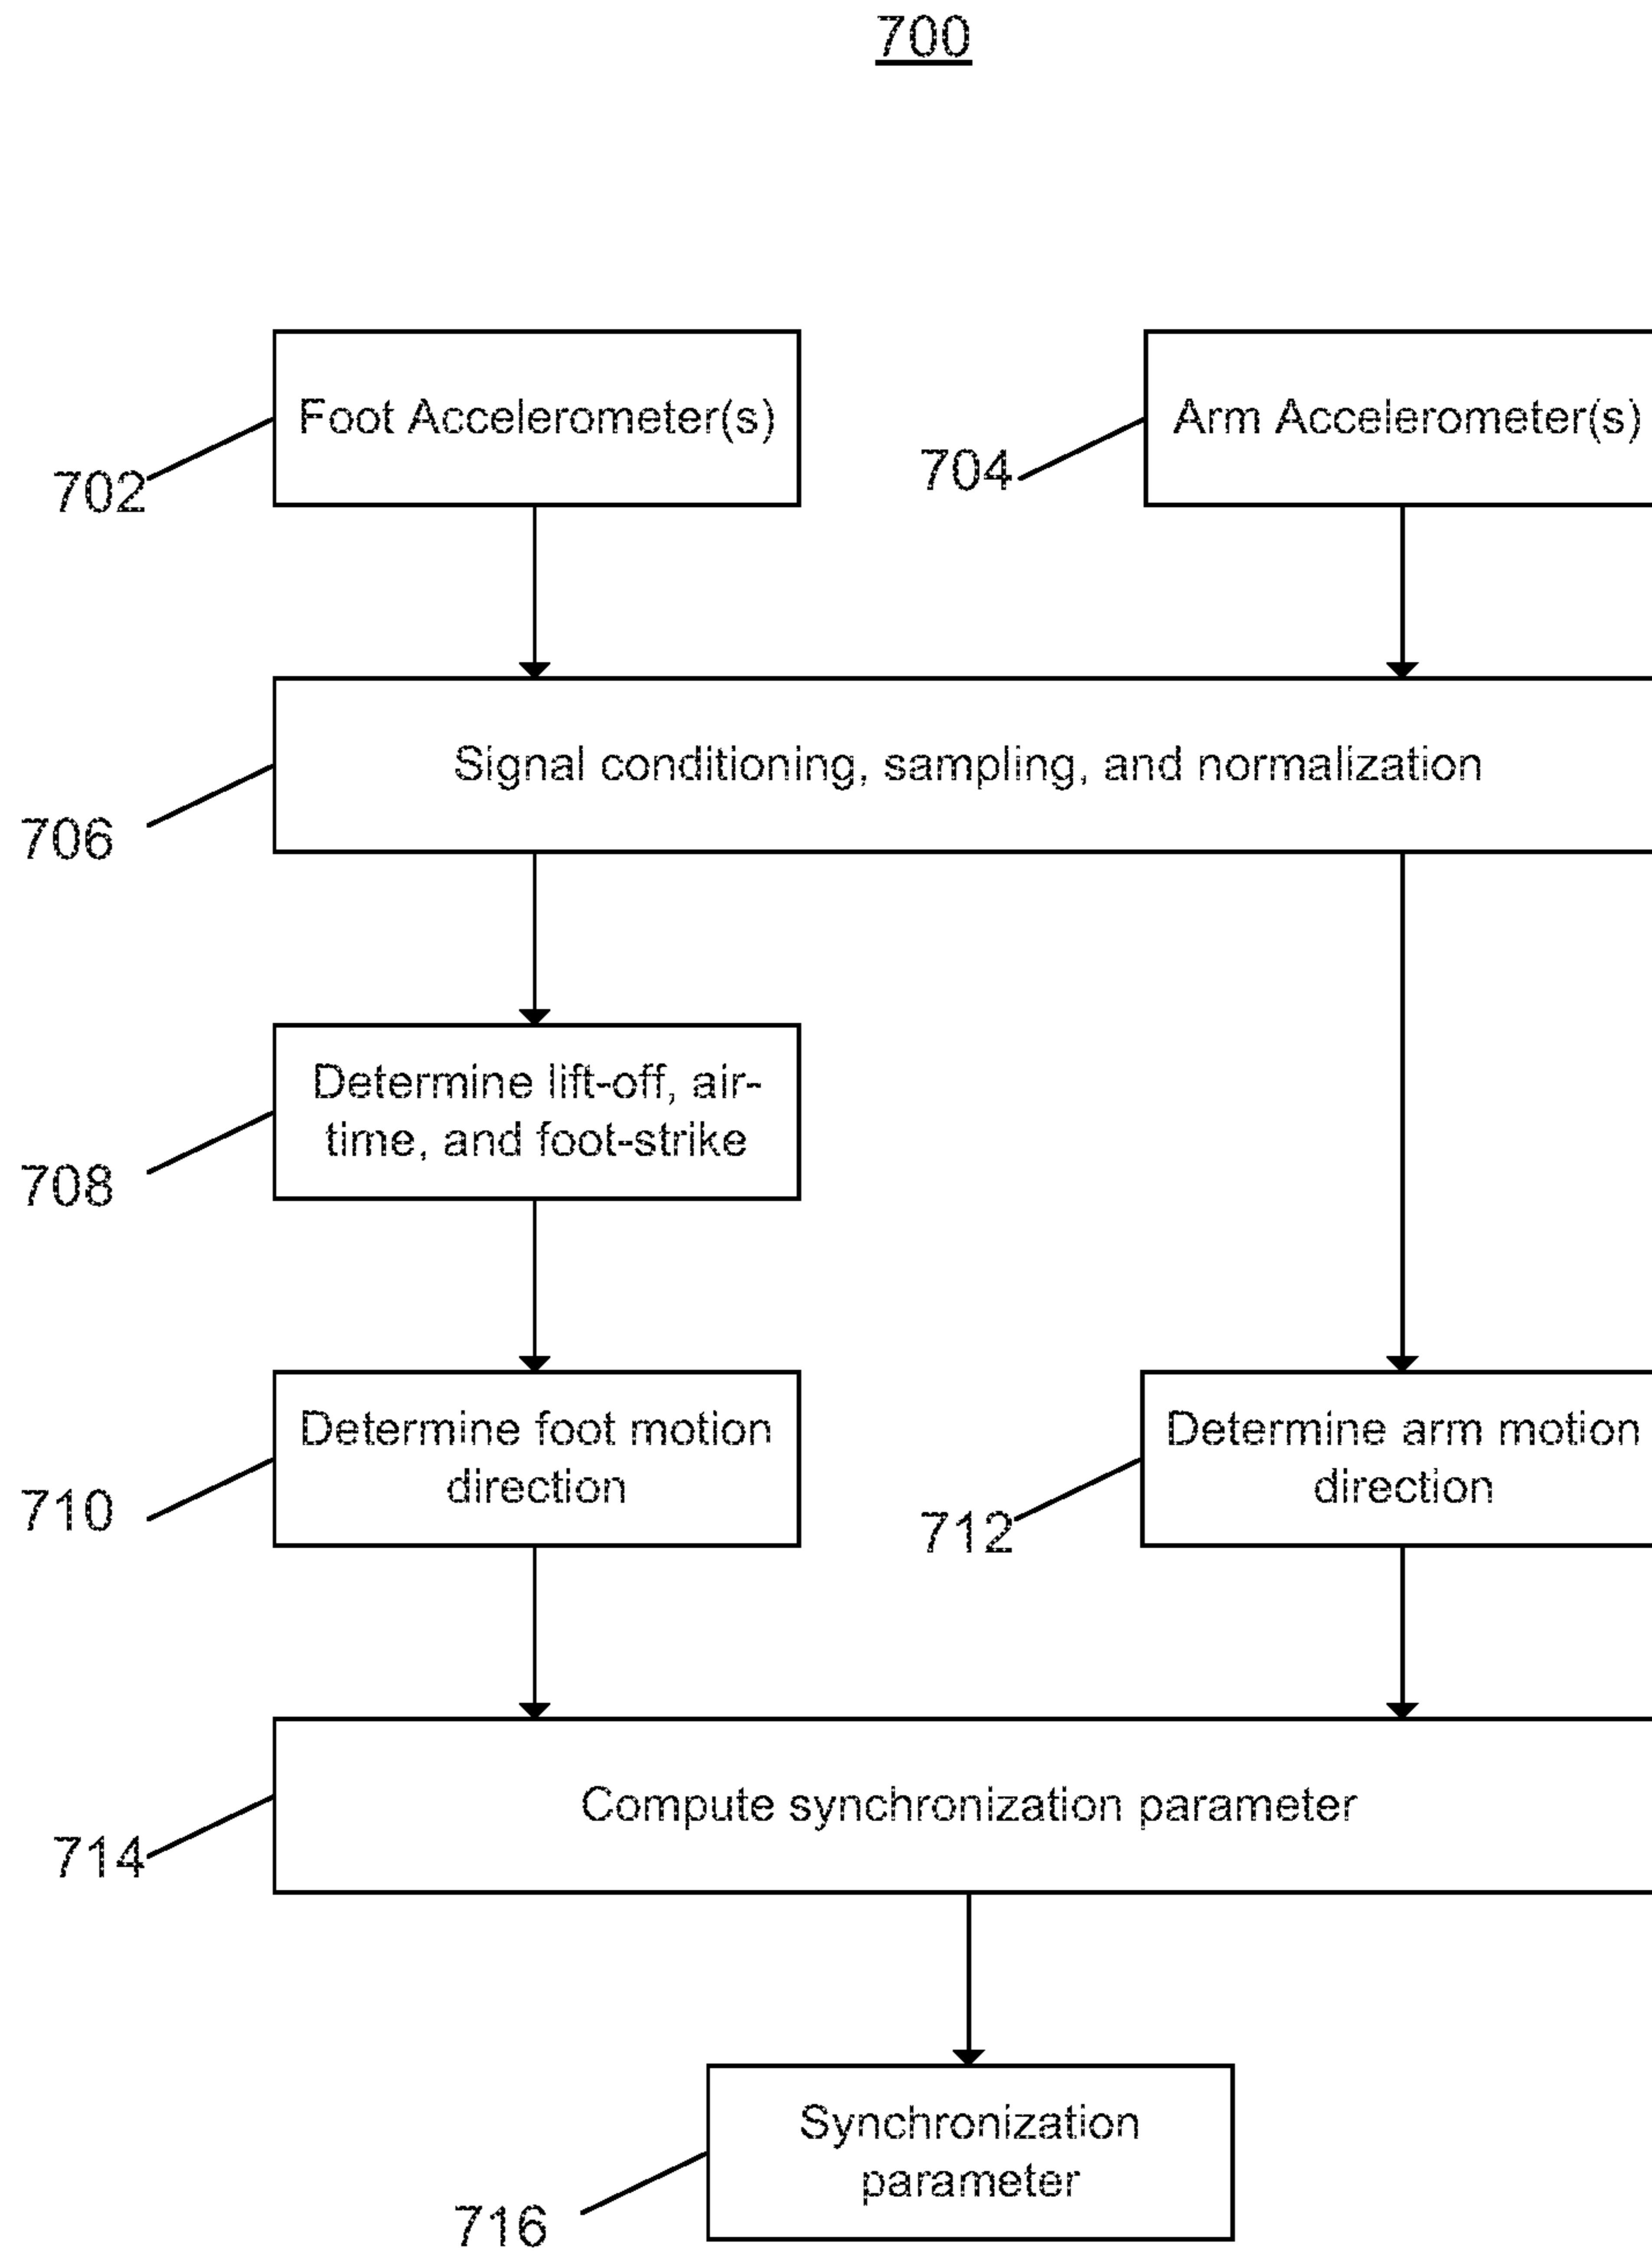 700
Foot Accelerometer(s)
Arm Accelerometer(s)
702
704
Signal conditioning, sampling, and normalization
706
Determine lift-off, air-
time, and foot-strike
708
Determine foot motion
direction
710
Determine arm motion
direction
712
Compute synchronization parameter
714
Synchronization
parameter
716